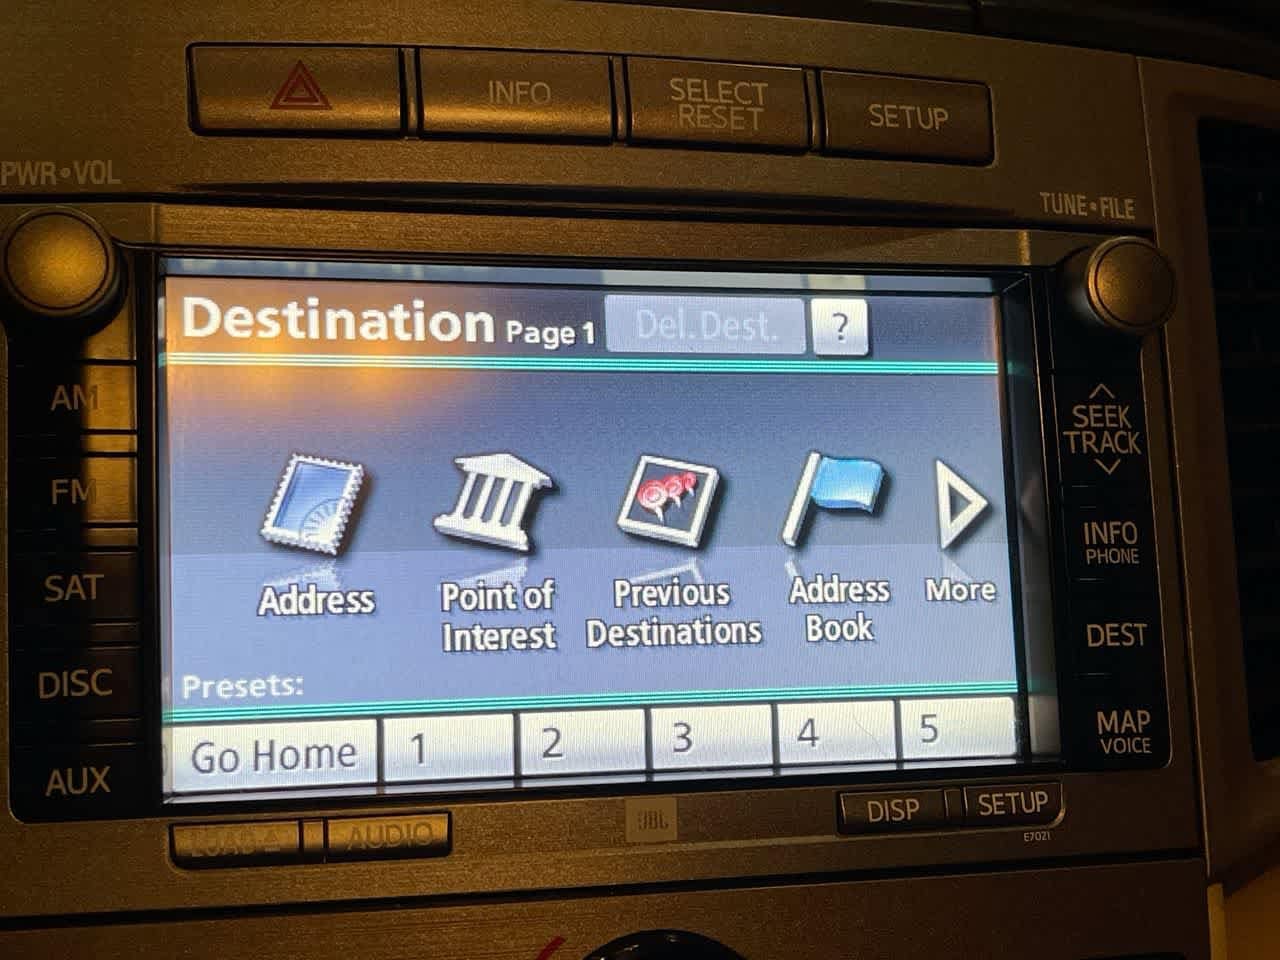 INFO
SELECT
RESET
SETUP
PWR•VOL
TUNE•FILE
Destination Page 1
Del.Dest.
?
AM
FM
SAT
DISC
AUX
SEEK
TRACK
INFO
PHONE
DEST
MAP
VOICE
Address
Point of
Interest
Previous
Destinations
Address
Book
More
Presets:
Go Home
1
2
3
4
5
LOAD
AUDIO
JBL
DISP
SETUP
E7021